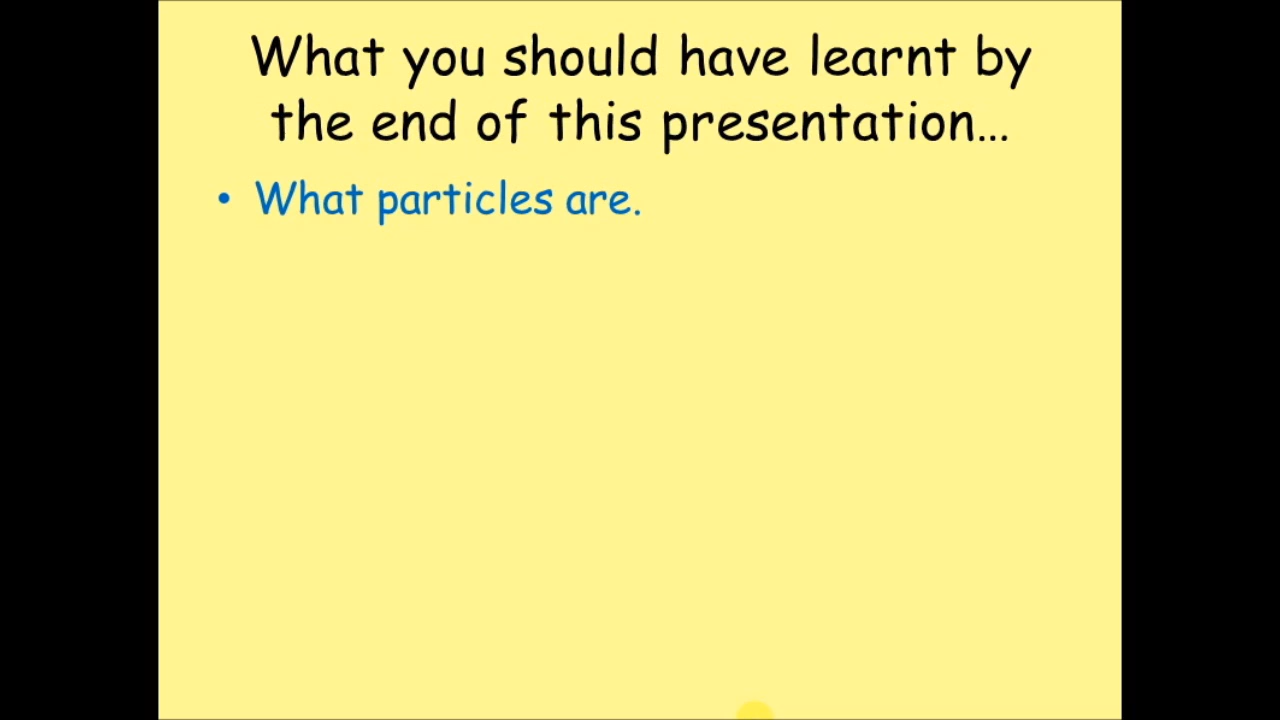 What you should have learnt by
the end of this presentation…
• What particles are.